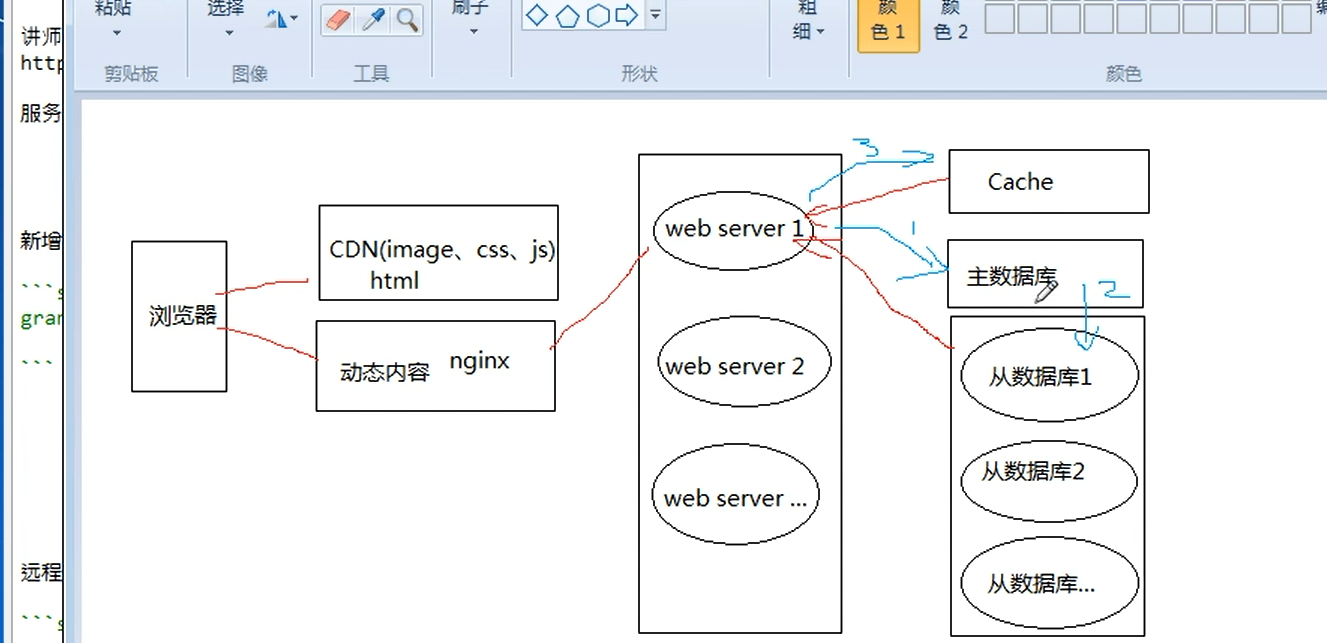 粘贴
选择
刷子
粗
细
颜
色 1
颜
色 2
剪贴板
图像
工具
形状
颜色
讲师
http
服务
新增
```s
gran
```
远程
```s
浏览器
CDN(image、css、js)
html
动态内容 nginx
web server 1
web server 2
web server ...
3
Cache
1
主数据库
2
从数据库1
从数据库2
从数据库...